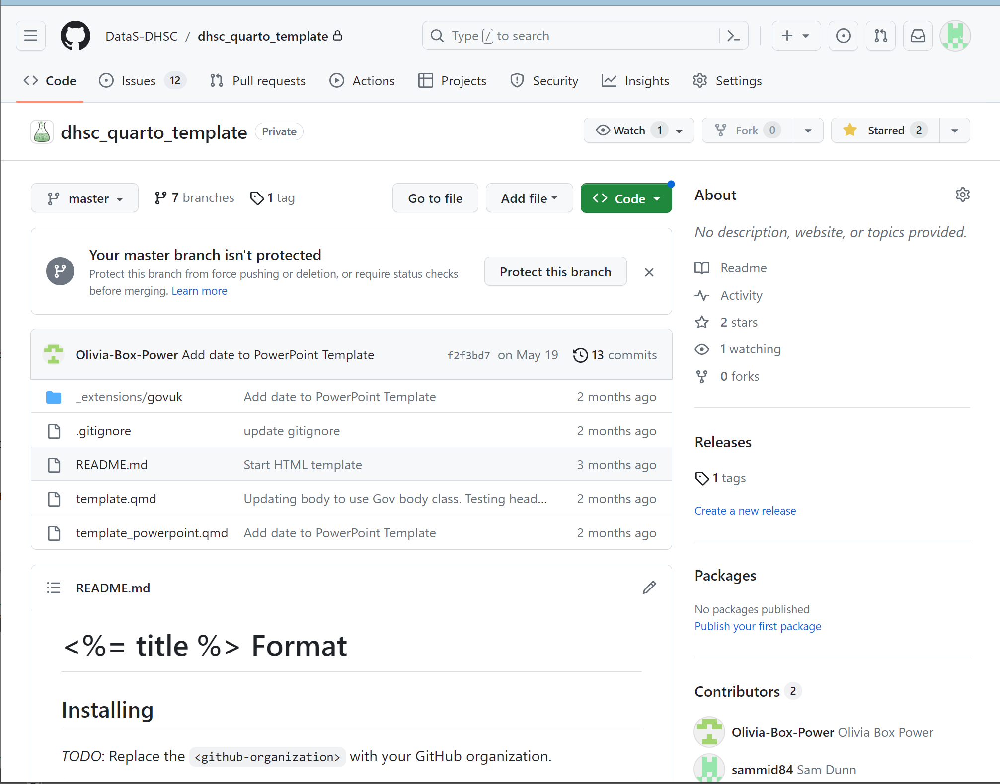 DataS-DHSC / dhsc_quarto_template
Type / to search
Code
Issues 12
Pull requests
Actions
Projects
Security
Insights
Settings
dhsc_quarto_template Private
Watch 1
Fork 0
Starred 2
master
7 branches
1 tag
Go to file
Add file
Code
Your master branch isn't protected
Protect this branch from force pushing or deletion, or require status checks
before merging. Learn more
Protect this branch
Olivia-Box-Power Add date to PowerPoint Template f2f3bd7 on May 19 13 commits
_extensions/govuk Add date to PowerPoint Template 2 months ago
.gitignore update gitignore 2 months ago
README.md Start HTML template 3 months ago
template.qmd Updating body to use Gov body class. Testing head... 2 months ago
template_powerpoint.qmd Add date to PowerPoint Template 2 months ago
README.md
<%= title %> Format
Installing
TODO: Replace the <github-organization> with your GitHub organization.
About
No description, website, or topics provided.
Readme
Activity
2 stars
1 watching
0 forks
Releases
1 tags
Create a new release
Packages
No packages published
Publish your first package
Contributors 2
Olivia-Box-Power Olivia Box Power
sammid84 Sam Dunn